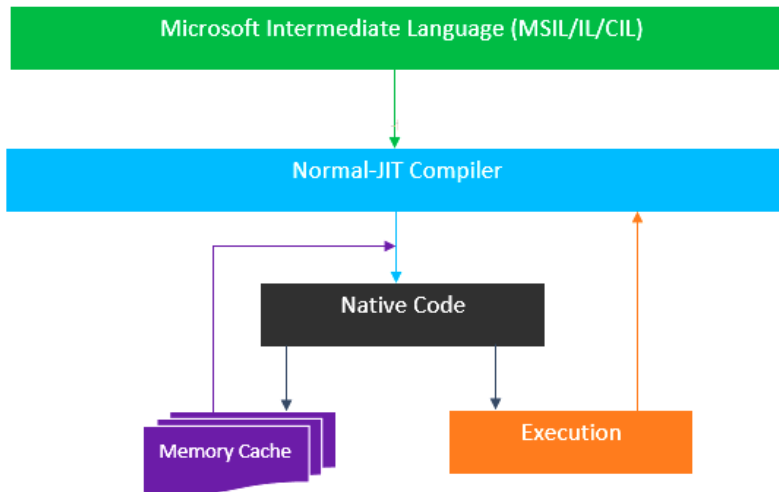 Microsoft Intermediate Language (MSIL/IL/CIL)
Normal-JIT Compiler
Native Code
Memory Cache
Execution